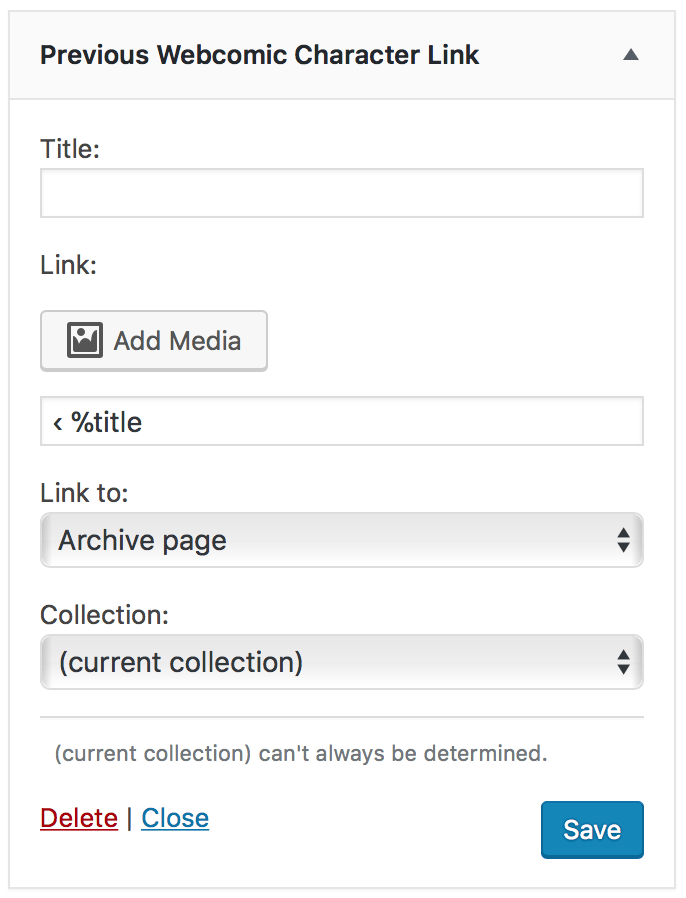 Previous Webcomic Character Link
Title:
Link:
Add Media
‹ %title
Link to:
Archive page
Collection:
(current collection)
(current collection) can't always be determined.
Delete | Close
Save